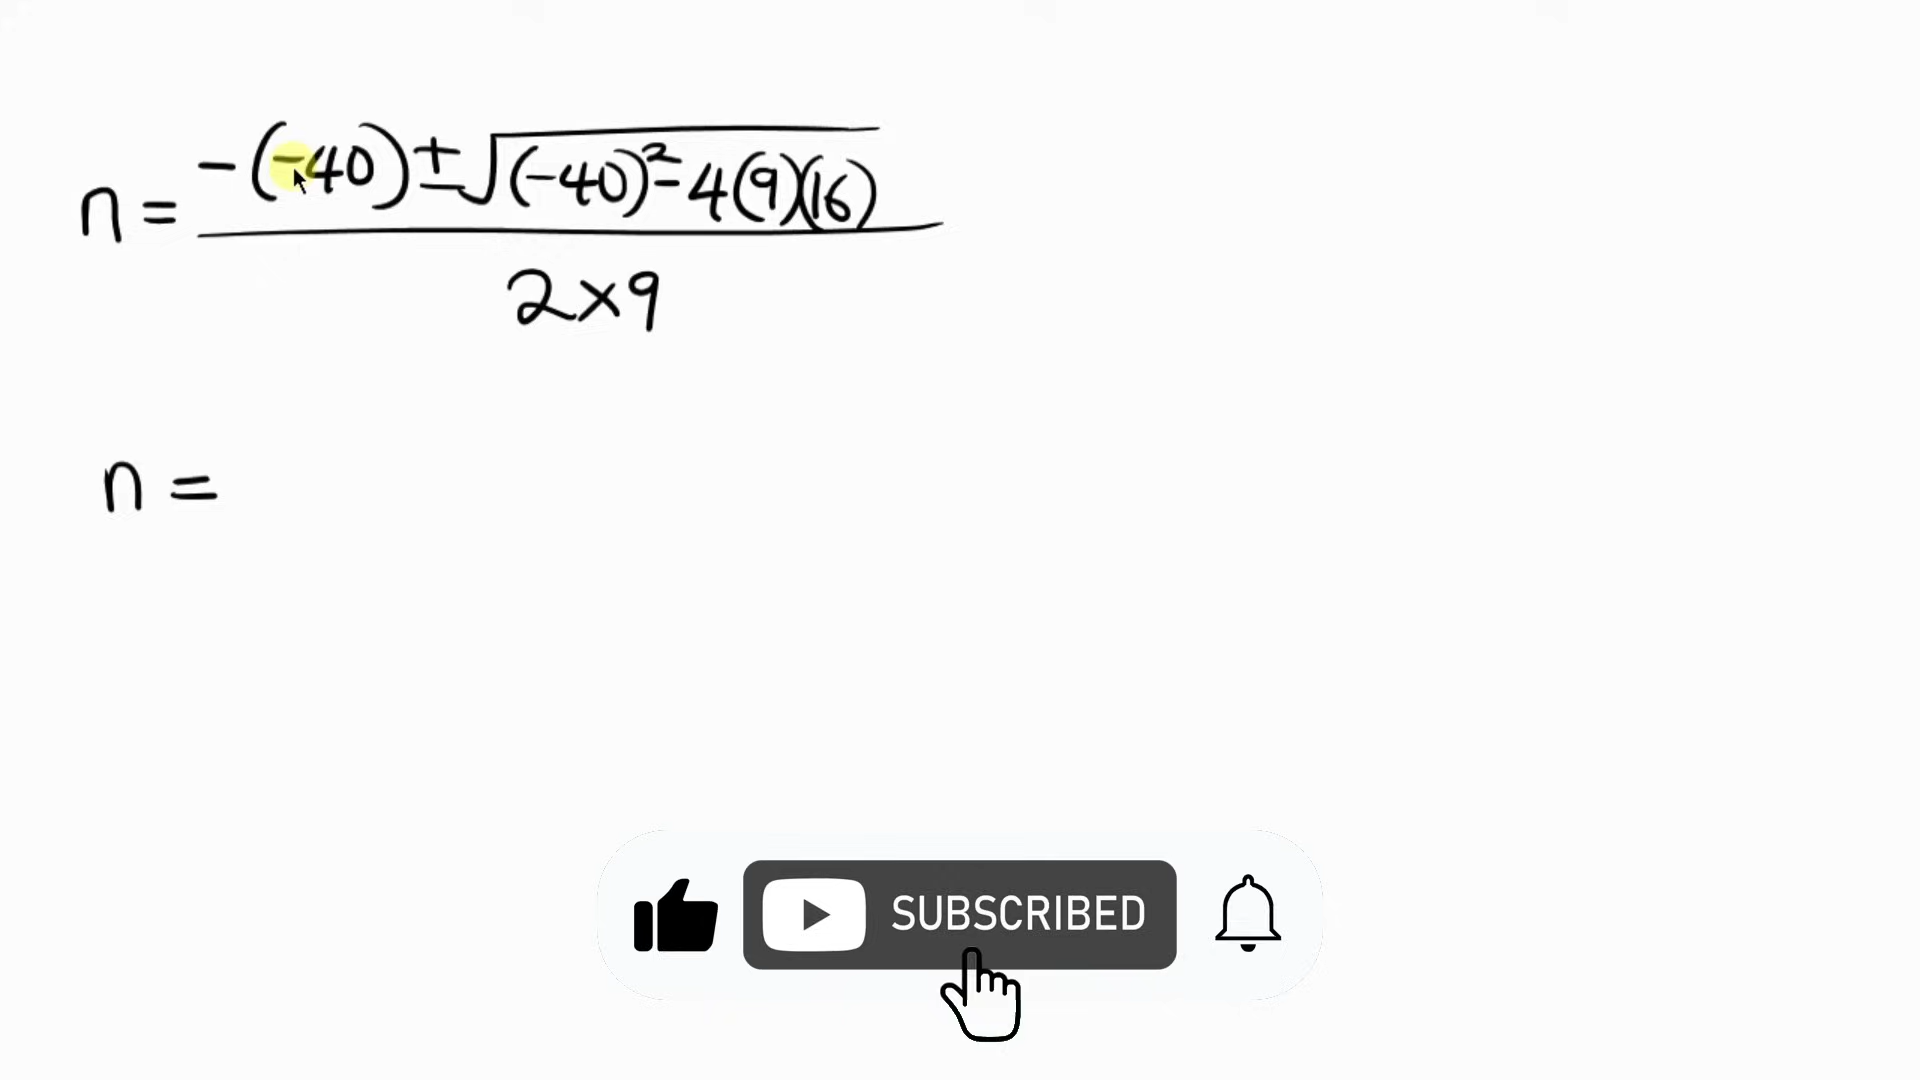 n = -(-40) ± √(-40)² - 4(9)(16)
2×9
n =
SUBSCRIBED